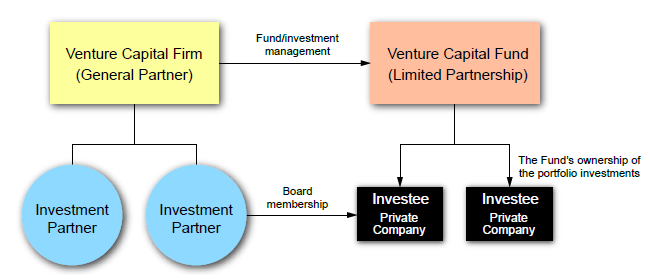 Venture Capital Firm
(General Partner)
Fund/investment
management
Venture Capital Fund
(Limited Partnership)
The Fund's ownership of
the portfolio investments
Investment
Partner
Investment
Partner
Board
membership
Investee
Private
Company
Investee
Private
Company